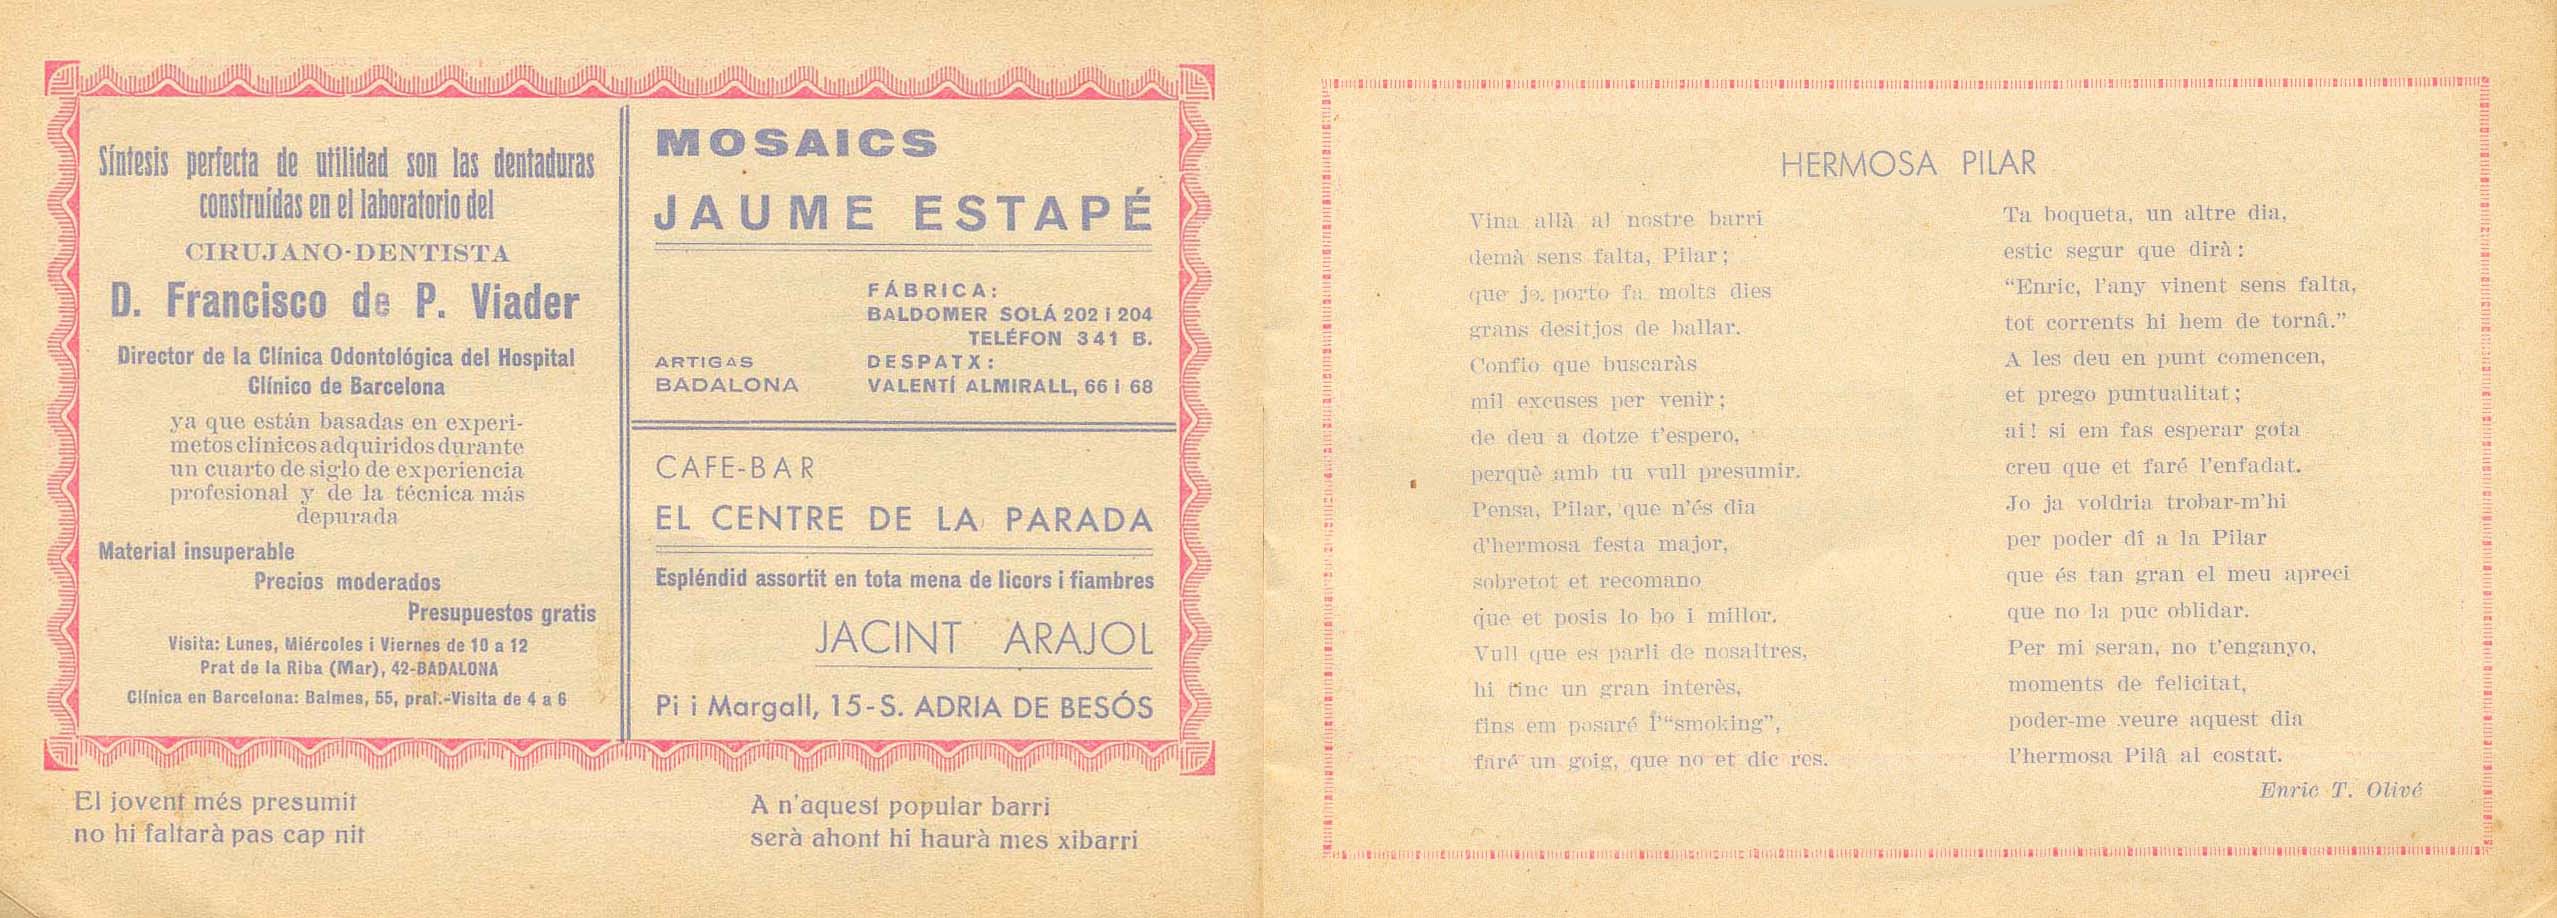 Síntesis perfecta de utilidad son las dentaduras
construídas en el laboratorio del
CIRUJANO-DENTISTA
D. Francisco de P. Viader
Director de la Clínica Odontológica del Hospital
Clínico de Barcelona
ya que están basadas en experi-
metos clínicos adquiridos durante
un cuarto de siglo de experiencia
profesional y de la técnica más
depurada
Material insuperable
Precios moderados
Presupuestos gratis
Visita: Lunes, Miércoles i Viernes de 10 a 12
Prat de la Riba (Mar), 42-BADALONA
Clínica en Barcelona: Balmes, 55, pral.-Visita de 4 a 6
MOSAICS
JAUME ESTAPÉ
FÁBRICA:
BALDOMER SOLÁ 202 i 204
TELÉFON 341 B.
ARTIGAS
BADALONA
DESPATX:
VALENTÍ ALMIRALL, 66 i 68
CAFE-BAR
EL CENTRE DE LA PARADA
Espléndid assortit en tota mena de licors i fiambres
JACINT ARAJOL
Pi i Margall, 15-S. ADRIA DE BESÓS
El jovent més presumit
no hi faltarà pas cap nit
A n'aquest popular barri
serà ahont hi haurà mes xibarri
HERMOSA PILAR
Vina allà al nostre barri
demà sens falta, Pilar;
que jo porto fa molts dies
grans desitjos de ballar.
Confio que buscaràs
mil excuses per venir;
de deu a dotze t'espero,
perquè amb tu vull presumir.
Pensa, Pilar, que n'és dia
d'hermosa festa major,
sobretot et recomano
que et posis lo bo i millor.
Vull que es parli de nosaltres,
hi tinc un gran interès,
fins em posaré l'"smoking",
faré un goig, que no et dic res.
Ta boqueta, un altre dia,
estic segur que dirà:
"Enric, l'any vinent sens falta,
tot corrents hi hem de tornâ."
A les deu en punt comencen,
et prego puntualitat;
ai! si em fas esperar gota
creu que et faré l'enfadat.
Jo ja voldria trobar-m'hi
per poder dî a la Pilar
que és tan gran el meu apreci
que no la puc oblidar.
Per mi seran, no t'enganyo,
moments de felicitat,
poder-me veure aquest dia
l'hermosa Pilâ al costat.
Enric T. Olivé